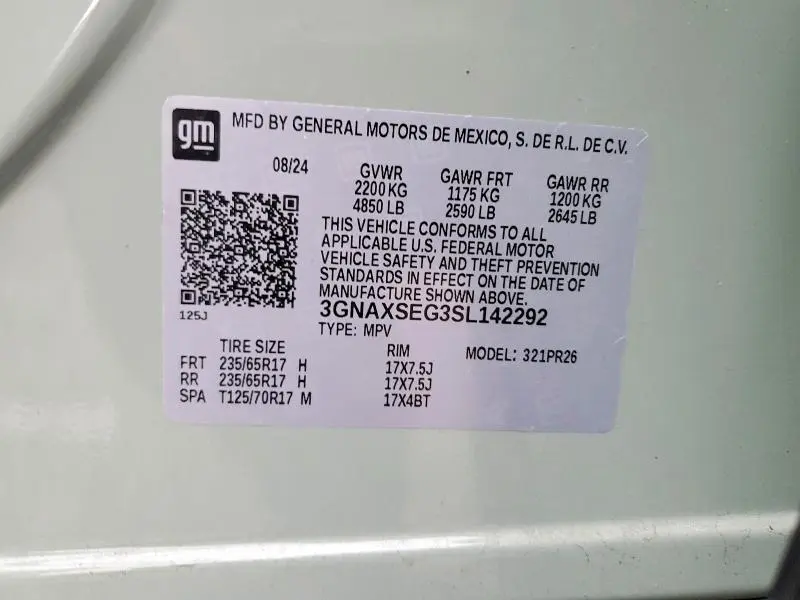 gm
MFD BY GENERAL MOTORS DE MEXICO, S. DE R.L. DE C.V.
08/24 GVWR GAWR FRT GAWR RR
2200 KG 1175 KG 1200 KG
4850 LB 2590 LB 2645 LB
THIS VEHICLE CONFORMS TO ALL
APPLICABLE U.S. FEDERAL MOTOR
VEHICLE SAFETY AND THEFT PREVENTION
STANDARDS IN EFFECT ON THE DATE OF
MANUFACTURE SHOWN ABOVE.
125J 3GNAXSEG3SL142292
TYPE: MPV
TIRE SIZE RIM MODEL: 321PR26
FRT 235/65R17 H 17X7.5J
RR 235/65R17 H 17X7.5J
SPA T125/70R17 M 17X4BT